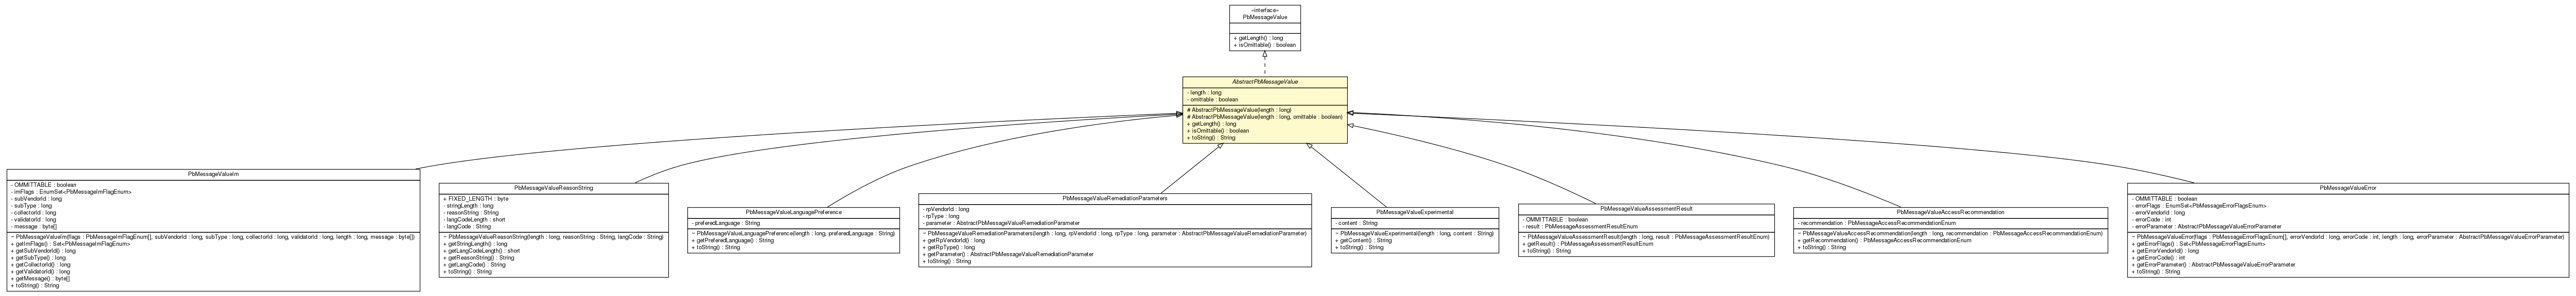 «interface»
PbMessageValue
+ getLength() : long
+ isOmittable() : boolean
AbstractPbMessageValue
- length : long
- omittable : boolean
# AbstractPbMessageValue(length : long)
# AbstractPbMessageValue(length : long, omittable : boolean)
+ getLength() : long
+ isOmittable() : boolean
+ toString() : String
PbMessageValueIm
- OMMITTABLE : boolean
- imFlags : EnumSet<PbMessageImFlagEnum>
- subVendorId : long
- subType : long
- collectorId : long
- validatorId : long
- message : byte[]
~ PbMessageValueIm(flags : PbMessageImFlagEnum[], subVendorId : long, subType : long, collectorId : long, validatorId : long, length : long, message : byte[])
+ getImFlags() : Set<PbMessageImFlagEnum>
+ getSubVendorId() : long
+ getSubType() : long
+ getCollectorId() : long
+ getValidatorId() : long
+ getMessage() : byte[]
+ toString() : String
PbMessageValueReasonString
+ FIXED_LENGTH : byte
- stringLength : long
- reasonString : String
- langCodeLength : short
- langCode : String
~ PbMessageValueReasonString(length : long, reasonString : String, langCode : String)
+ getStringLength() : long
+ getLangCodeLength() : short
+ getReasonString() : String
+ getLangCode() : String
+ toString() : String
PbMessageValueLanguagePreference
- preferedLanguage : String
~ PbMessageValueLanguagePreference(length : long, preferedLanguage : String)
+ getPreferedLanguage() : String
+ toString() : String
PbMessageValueRemediationParameters
- rpVendorId : long
- rpType : long
- parameter : AbstractPbMessageValueRemediationParameter
~ PbMessageValueRemediationParameters(length : long, rpVendorId : long, rpType : long, parameter : AbstractPbMessageValueRemediationParameter)
+ getRpVendorId() : long
+ getRpType() : long
+ getParameter() : AbstractPbMessageValueRemediationParameter
+ toString() : String
PbMessageValueExperimental
- content : String
~ PbMessageValueExperimental(length : long, content : String)
+ getContent() : String
+ toString() : String
PbMessageValueAssessmentResult
- OMMITTABLE : boolean
- result : PbMessageAssessmentResultEnum
~ PbMessageValueAssessmentResult(length : long, result : PbMessageAssessmentResultEnum)
+ getResult() : PbMessageAssessmentResultEnum
+ toString() : String
PbMessageValueAccessRecommendation
- recommendation : PbMessageAccessRecommendationEnum
~ PbMessageValueAccessRecommendation(length : long, recommendation : PbMessageAccessRecommendationEnum)
+ getRecommendation() : PbMessageAccessRecommendationEnum
+ toString() : String
PbMessageValueError
- OMMITTABLE : boolean
- errorFlags : EnumSet<PbMessageErrorFlagsEnum>
- errorVendorId : long
- errorCode : int
- errorParameter : AbstractPbMessageValueErrorParameter
~ PbMessageValueError(flags : PbMessageErrorFlagsEnum[], errorVendorId : long, errorCode : int, length : long, errorParameter : AbstractPbMessageValueErrorParameter)
+ getErrorFlags() : Set<PbMessageErrorFlagsEnum>
+ getErrorVendorId() : long
+ getErrorCode() : int
+ getErrorParameter() : AbstractPbMessageValueErrorParameter
+ toString() : String